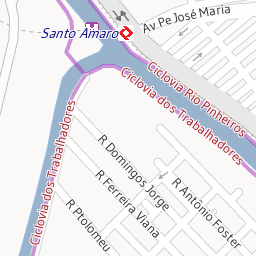 Av Pe José Maria
Santo Amaro
Ciclovia Rio Pinheiros
Ciclovia dos Trabalhadores
Ciclovia dos Trabalhadores
R Domingos Jorge
R Ferreira Viana
R Antônio Foster
R Ptolomeu